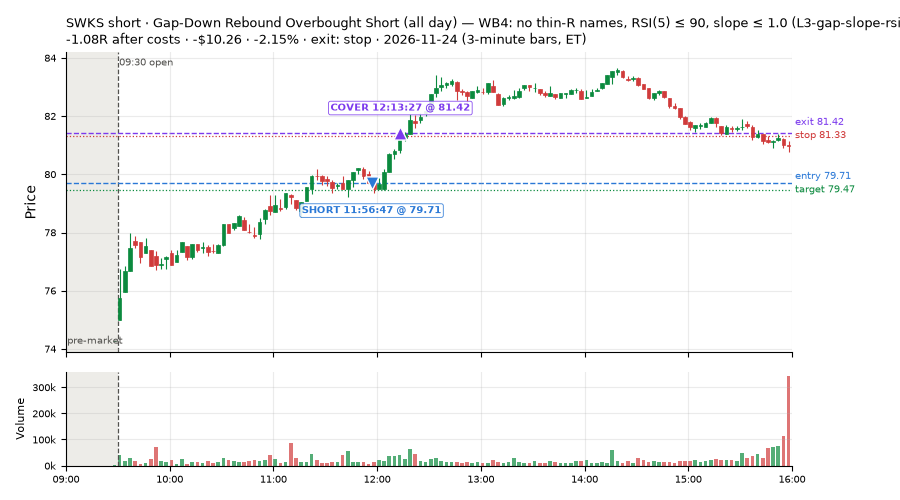 SWKS short · Gap-Down Rebound Overbought Short (all day) — WB4: no thin-R names, RSI(5) ≤ 90, slope ≤ 1.0 (L3-gap-slope-rsi
-1.08R after costs · -$10.26 · -2.15% · exit: stop · 2026-11-24 (3-minute bars, ET)
84
09:30 open
COVER 12:13:27 @ 81.42
82
exit 81.42
stop 81.33
80
entry 79.71
target 79.47
SHORT 11:56:47 @ 79.71
Price
78
76
pre-market
74
Volume
300k
200k
100k
0k
09:00 10:00 11:00 12:00 13:00 14:00 15:00 16:00